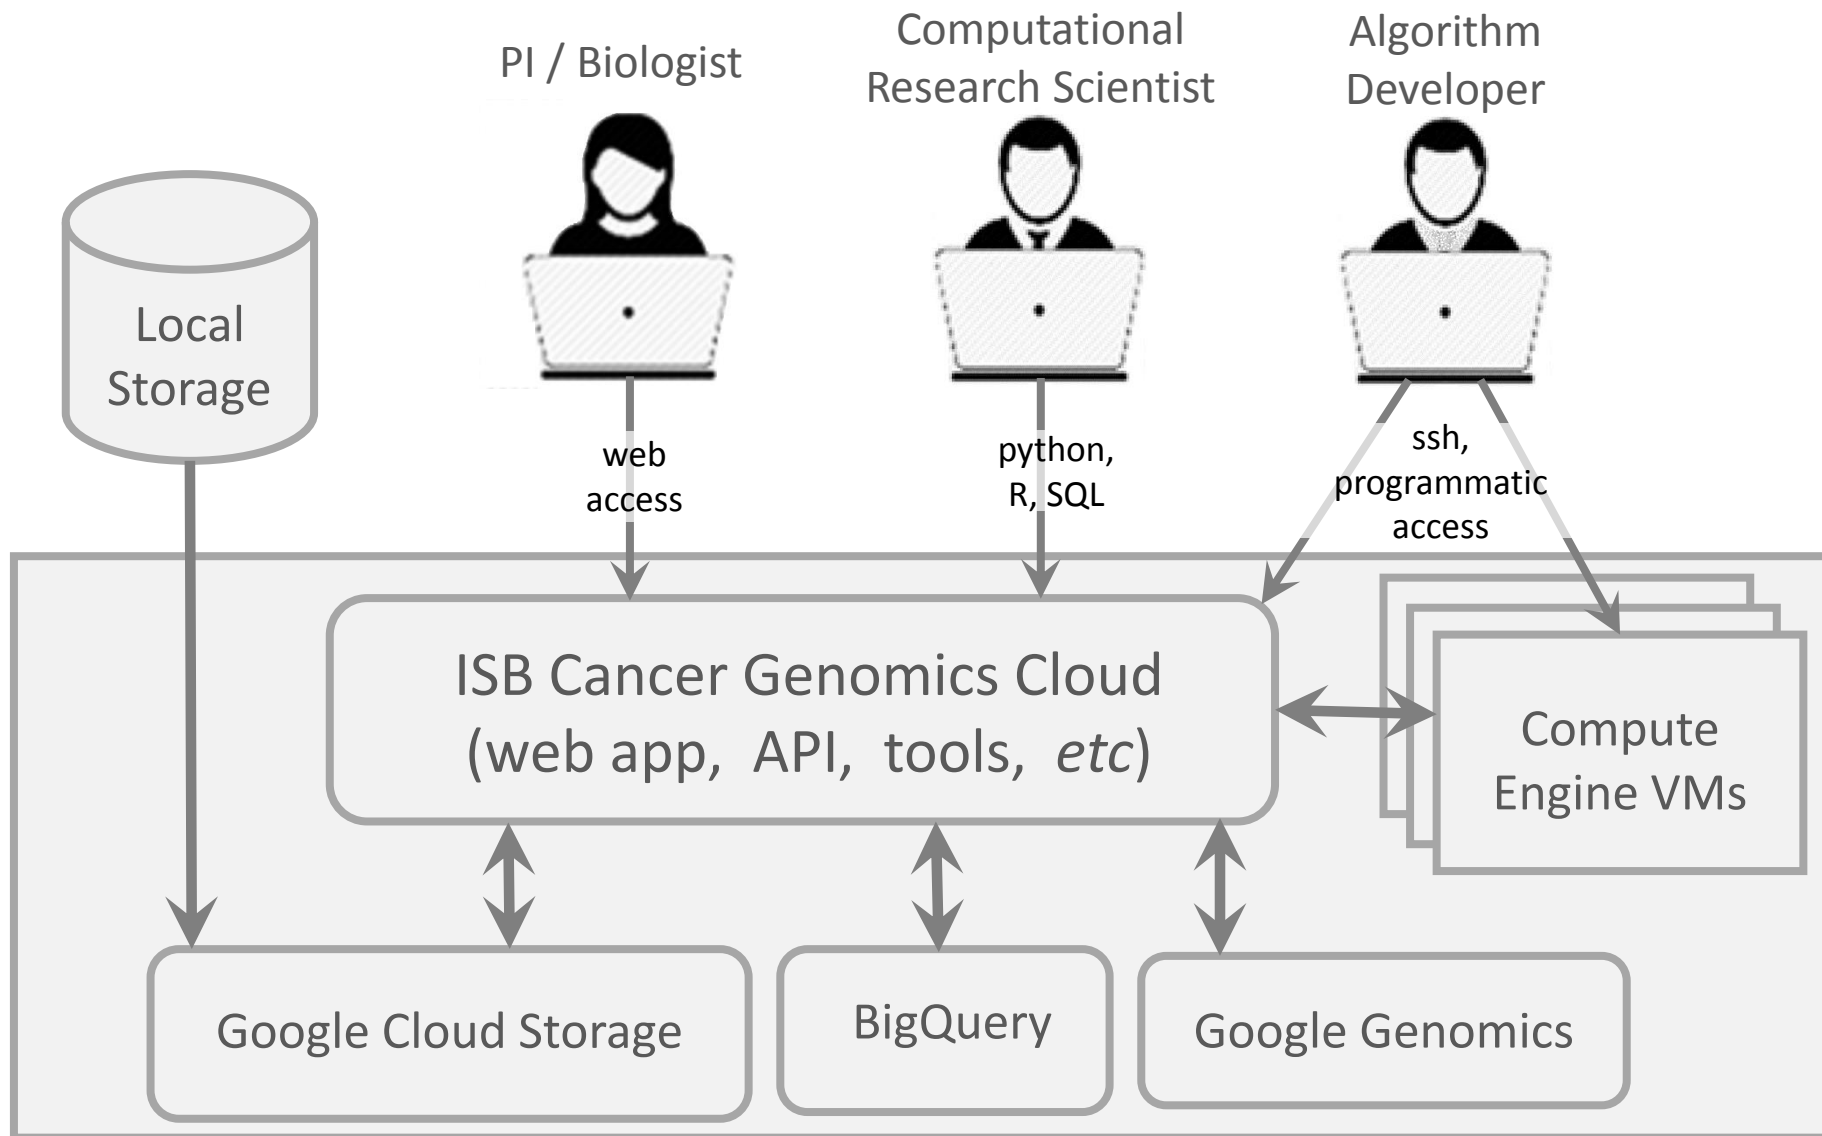 PI / Biologist
Computational
Research Scientist
Algorithm
Developer
Local
Storage
web
access
python,
R, SQL
ssh,
programmatic
access
ISB Cancer Genomics Cloud
(web app, API, tools, etc)
Compute
Engine VMs
Google Cloud Storage
BigQuery
Google Genomics